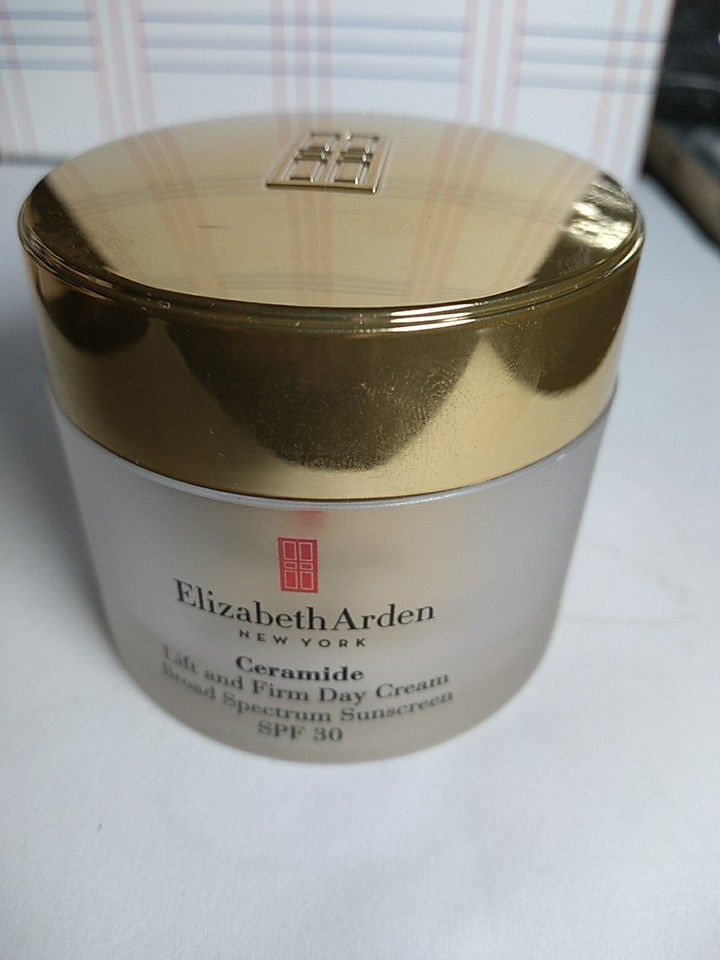 Elizabeth Arden
NEW YORK
Ceramide
Lift and Firm Day Cream
Broad Spectrum Sunscreen
SPF 30